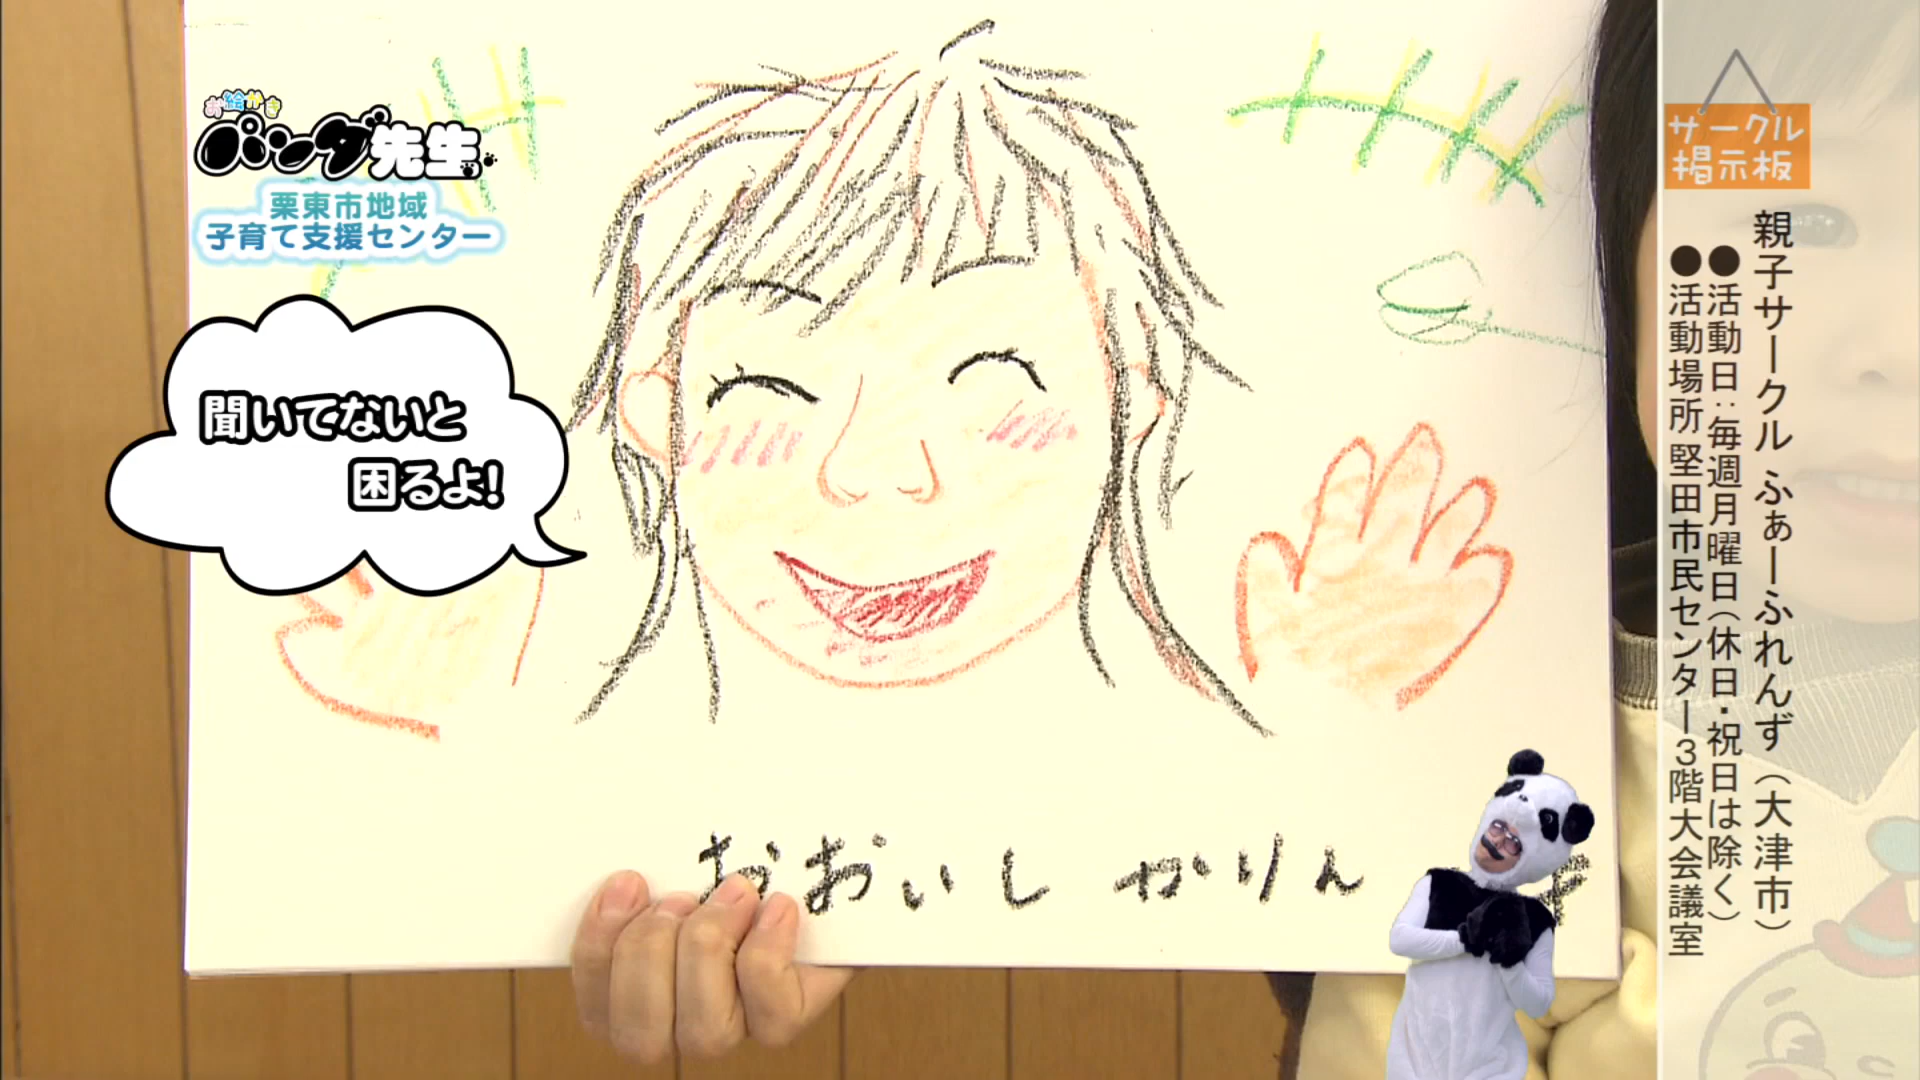 お絵かき
パンダ先生
栗東市地域
子育て支援センター
聞いてないと
困るよ!
おおいし かりん
サークル
掲示板
親子サークル ふぁーふれんず（大津市）
●活動日：毎週月曜日（休日・祝日は除く）
●活動場所 堅田市民センター３階大会議室